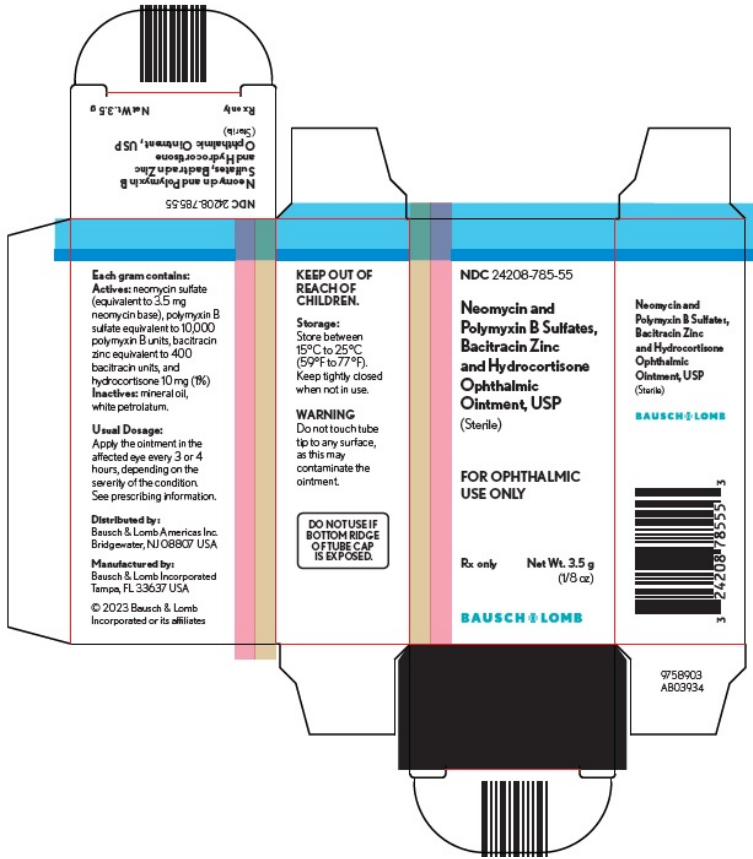 NDC 24208-785-55
Neomycin and Polymyxin B
Sulfates, Bacitracin Zinc
and Hydrocortisone
Ophthalmic Ointment, USP
(Sterile)
Rx only Net Wt. 3.5 g
Each gram contains:
Actives: neomycin sulfate
(equivalent to 3.5 mg
neomycin base), polymyxin B
sulfate equivalent to 10,000
polymyxin B units, bacitracin
zinc equivalent to 400
bacitracin units, and
hydrocortisone 10 mg (1%)
Inactives: mineral oil,
white petrolatum.
Usual Dosage:
Apply the ointment in the
affected eye every 3 or 4
hours, depending on the
severity of the condition.
See prescribing information.
Distributed by:
Bausch & Lomb Americas Inc.
Bridgewater, NJ 08807 USA
Manufactured by:
Bausch & Lomb Incorporated
Tampa, FL 33637 USA
© 2023 Bausch & Lomb
Incorporated or its affiliates
KEEP OUT OF
REACH OF
CHILDREN.
Storage:
Store between
15°C to 25°C
(59°F to 77°F).
Keep tightly closed
when not in use.
WARNING
Do not touch tube
tip to any surface,
as this may
contaminate the
ointment.
DO NOT USE IF
BOTTOM RIDGE
OF TUBE CAP
IS EXPOSED.
NDC 24208-785-55
Neomycin and
Polymyxin B Sulfates,
Bacitracin Zinc
and Hydrocortisone
Ophthalmic
Ointment, USP
(Sterile)
FOR OPHTHALMIC
USE ONLY
Rx only Net Wt. 3.5 g
(1/8 oz)
BAUSCH + LOMB
Neomycin and
Polymyxin B Sulfates,
Bacitracin Zinc
and Hydrocortisone
Ophthalmic
Ointment, USP
(Sterile)
BAUSCH + LOMB
3 24208 78555 3
9758903
AB03934